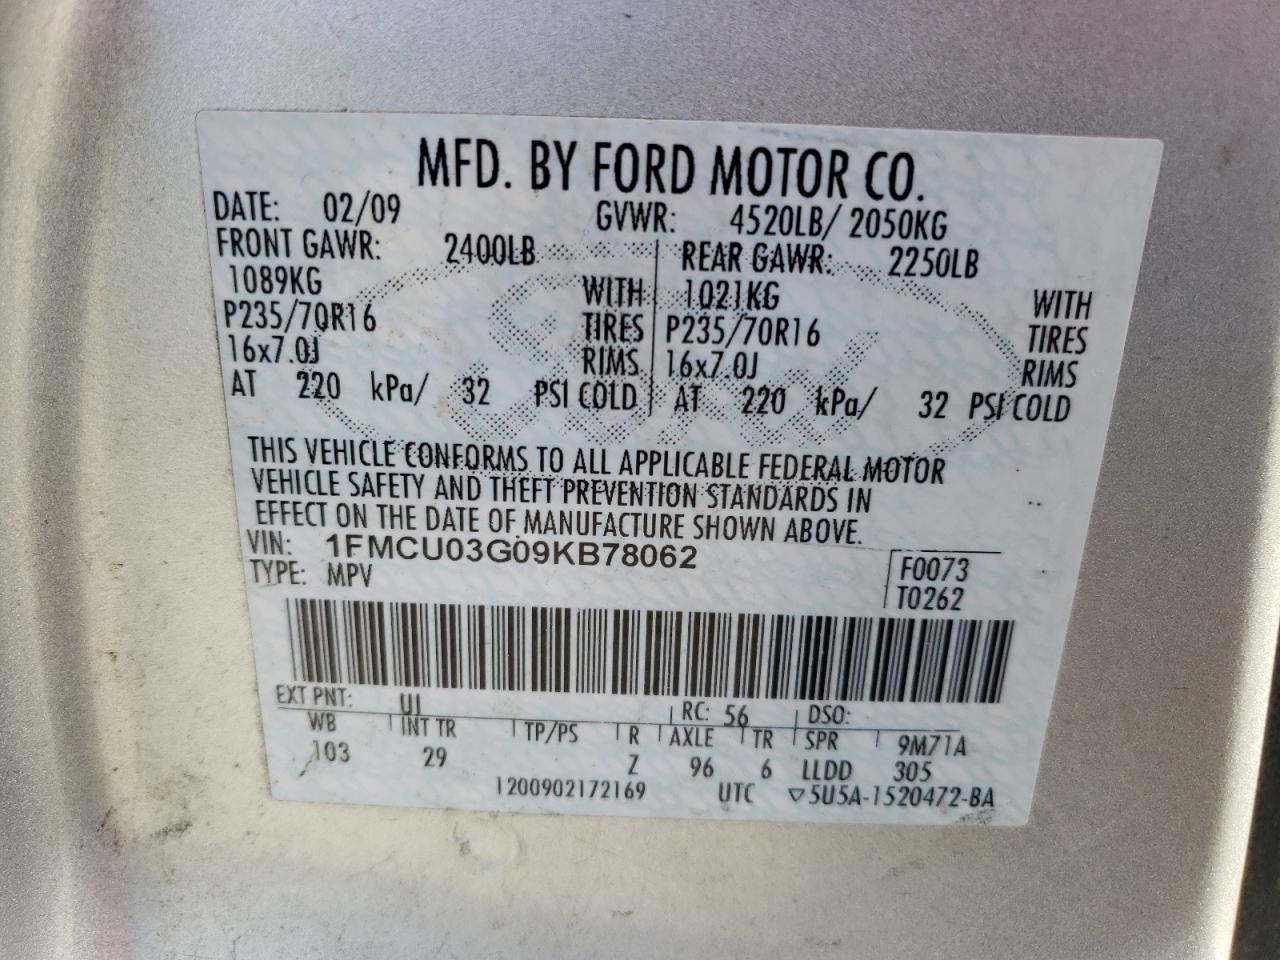 MFD. BY FORD MOTOR CO.
DATE: 02/09 GVWR: 4520LB/ 2050KG
FRONT GAWR: 2400LB REAR GAWR: 2250LB
1089KG WITH 1021KG WITH
P235/70R16 TIRES P235/70R16 TIRES
16x7.0J RIMS 16x7.0J RIMS
AT 220 kPa/ 32 PSI COLD AT 220 kPa/ 32 PSI COLD
THIS VEHICLE CONFORMS TO ALL APPLICABLE FEDERAL MOTOR
VEHICLE SAFETY AND THEFT PREVENTION STANDARDS IN
EFFECT ON THE DATE OF MANUFACTURE SHOWN ABOVE.
VIN: 1FMCU03G09KB78062
TYPE: MPV
F0073
T0262
EXT PNT: UJ RC: 56 DSO:
WB INT TR TP/PS R AXLE TR SPR 9M71A
103 29 Z 96 6 LLDD 305
1200902172169 UTC ▽5U5A-1520472-BA
Ford